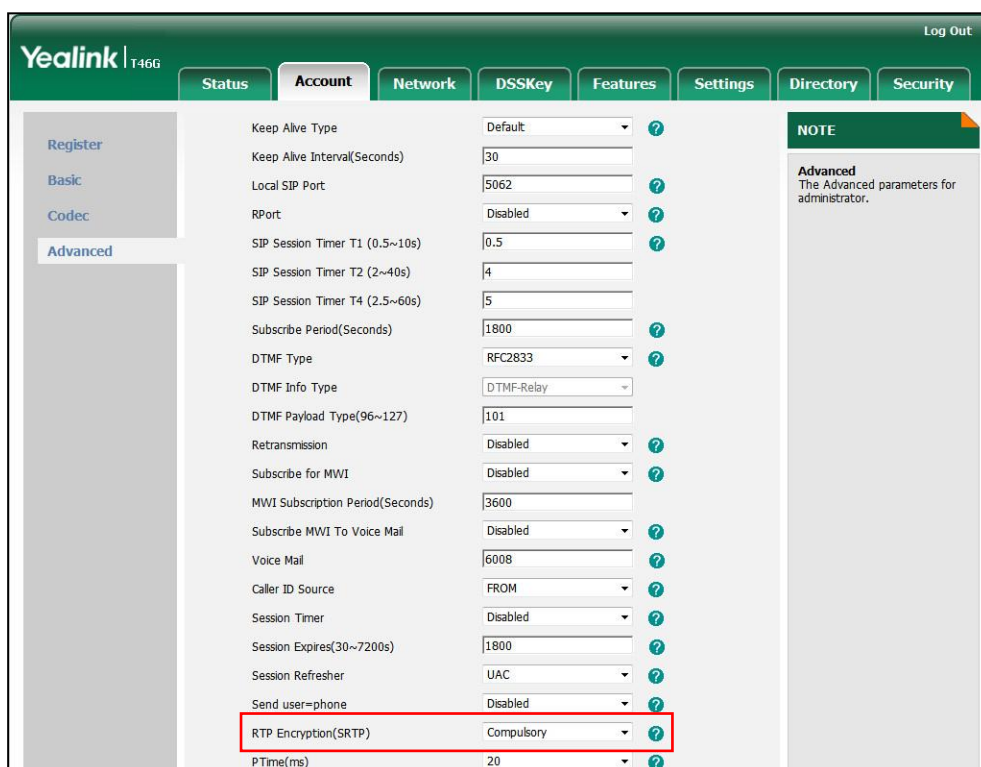 Log Out
Yealink T46G
Status Account Network DSSKey Features Settings Directory Security
Register
Basic
Codec
Advanced
Keep Alive Type Default ?
Keep Alive Interval(Seconds) 30
Local SIP Port 5062 ?
RPort Disabled ?
SIP Session Timer T1 (0.5~10s) 0.5 ?
SIP Session Timer T2 (2~40s) 4
SIP Session Timer T4 (2.5~60s) 5
Subscribe Period(Seconds) 1800 ?
DTMF Type RFC2833 ?
DTMF Info Type DTMF-Relay
DTMF Payload Type(96~127) 101
Retransmission Disabled ?
Subscribe for MWI Disabled ?
MWI Subscription Period(Seconds) 3600
Subscribe MWI To Voice Mail Disabled ?
Voice Mail 6008 ?
Caller ID Source FROM ?
Session Timer Disabled ?
Session Expires(30~7200s) 1800 ?
Session Refresher UAC ?
Send user=phone Disabled ?
RTP Encryption(SRTP) Compulsory ?
PTime(ms) 20 ?
NOTE
Advanced
The Advanced parameters for
administrator.